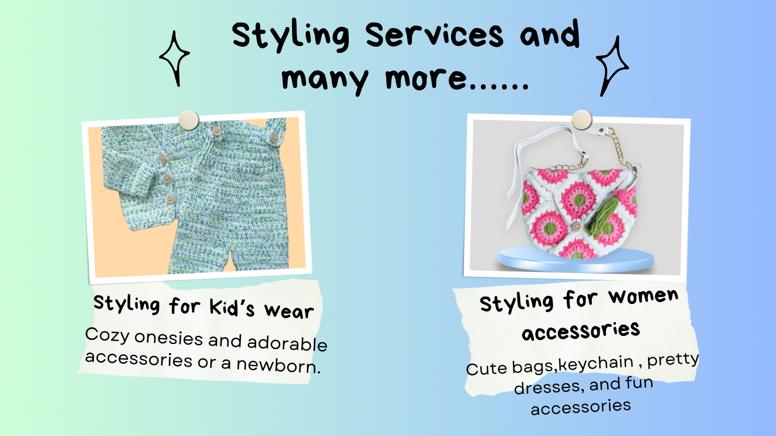 Styling Services and
many more......
Styling for Kid's wear
Cozy onesies and adorable
accessories or a newborn.
Styling for Women
accessories
Cute bags,keychain , pretty
dresses, and fun
accessories